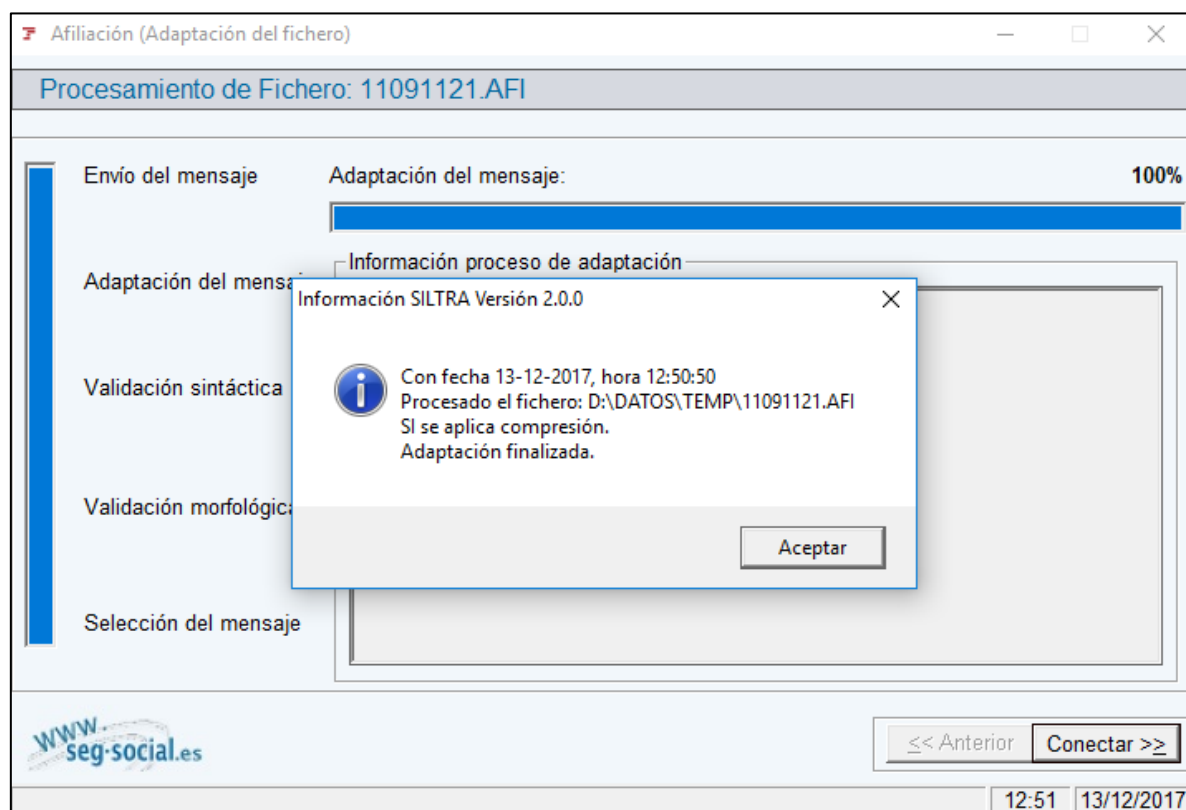 Afiliación (Adaptación del fichero)
Procesamiento de Fichero: 11091121.AFI
Envío del mensaje
Adaptación del mensaje:
100%
Información proceso de adaptación
Adaptación del
Información SILTRA Versión 2.0.0
Con fecha 13-12-2017, hora 12:50:50
Procesado el fichero: D:\DATOS\TEMP\11091121.AFI
SI se aplica compresión.
Adaptación finalizada.
Aceptar
Validación sintáctica
Validación morfológica
Selección del mensaje
www.
seg-social.es
<< Anterior
Conectar >>
12:51
13/12/2017